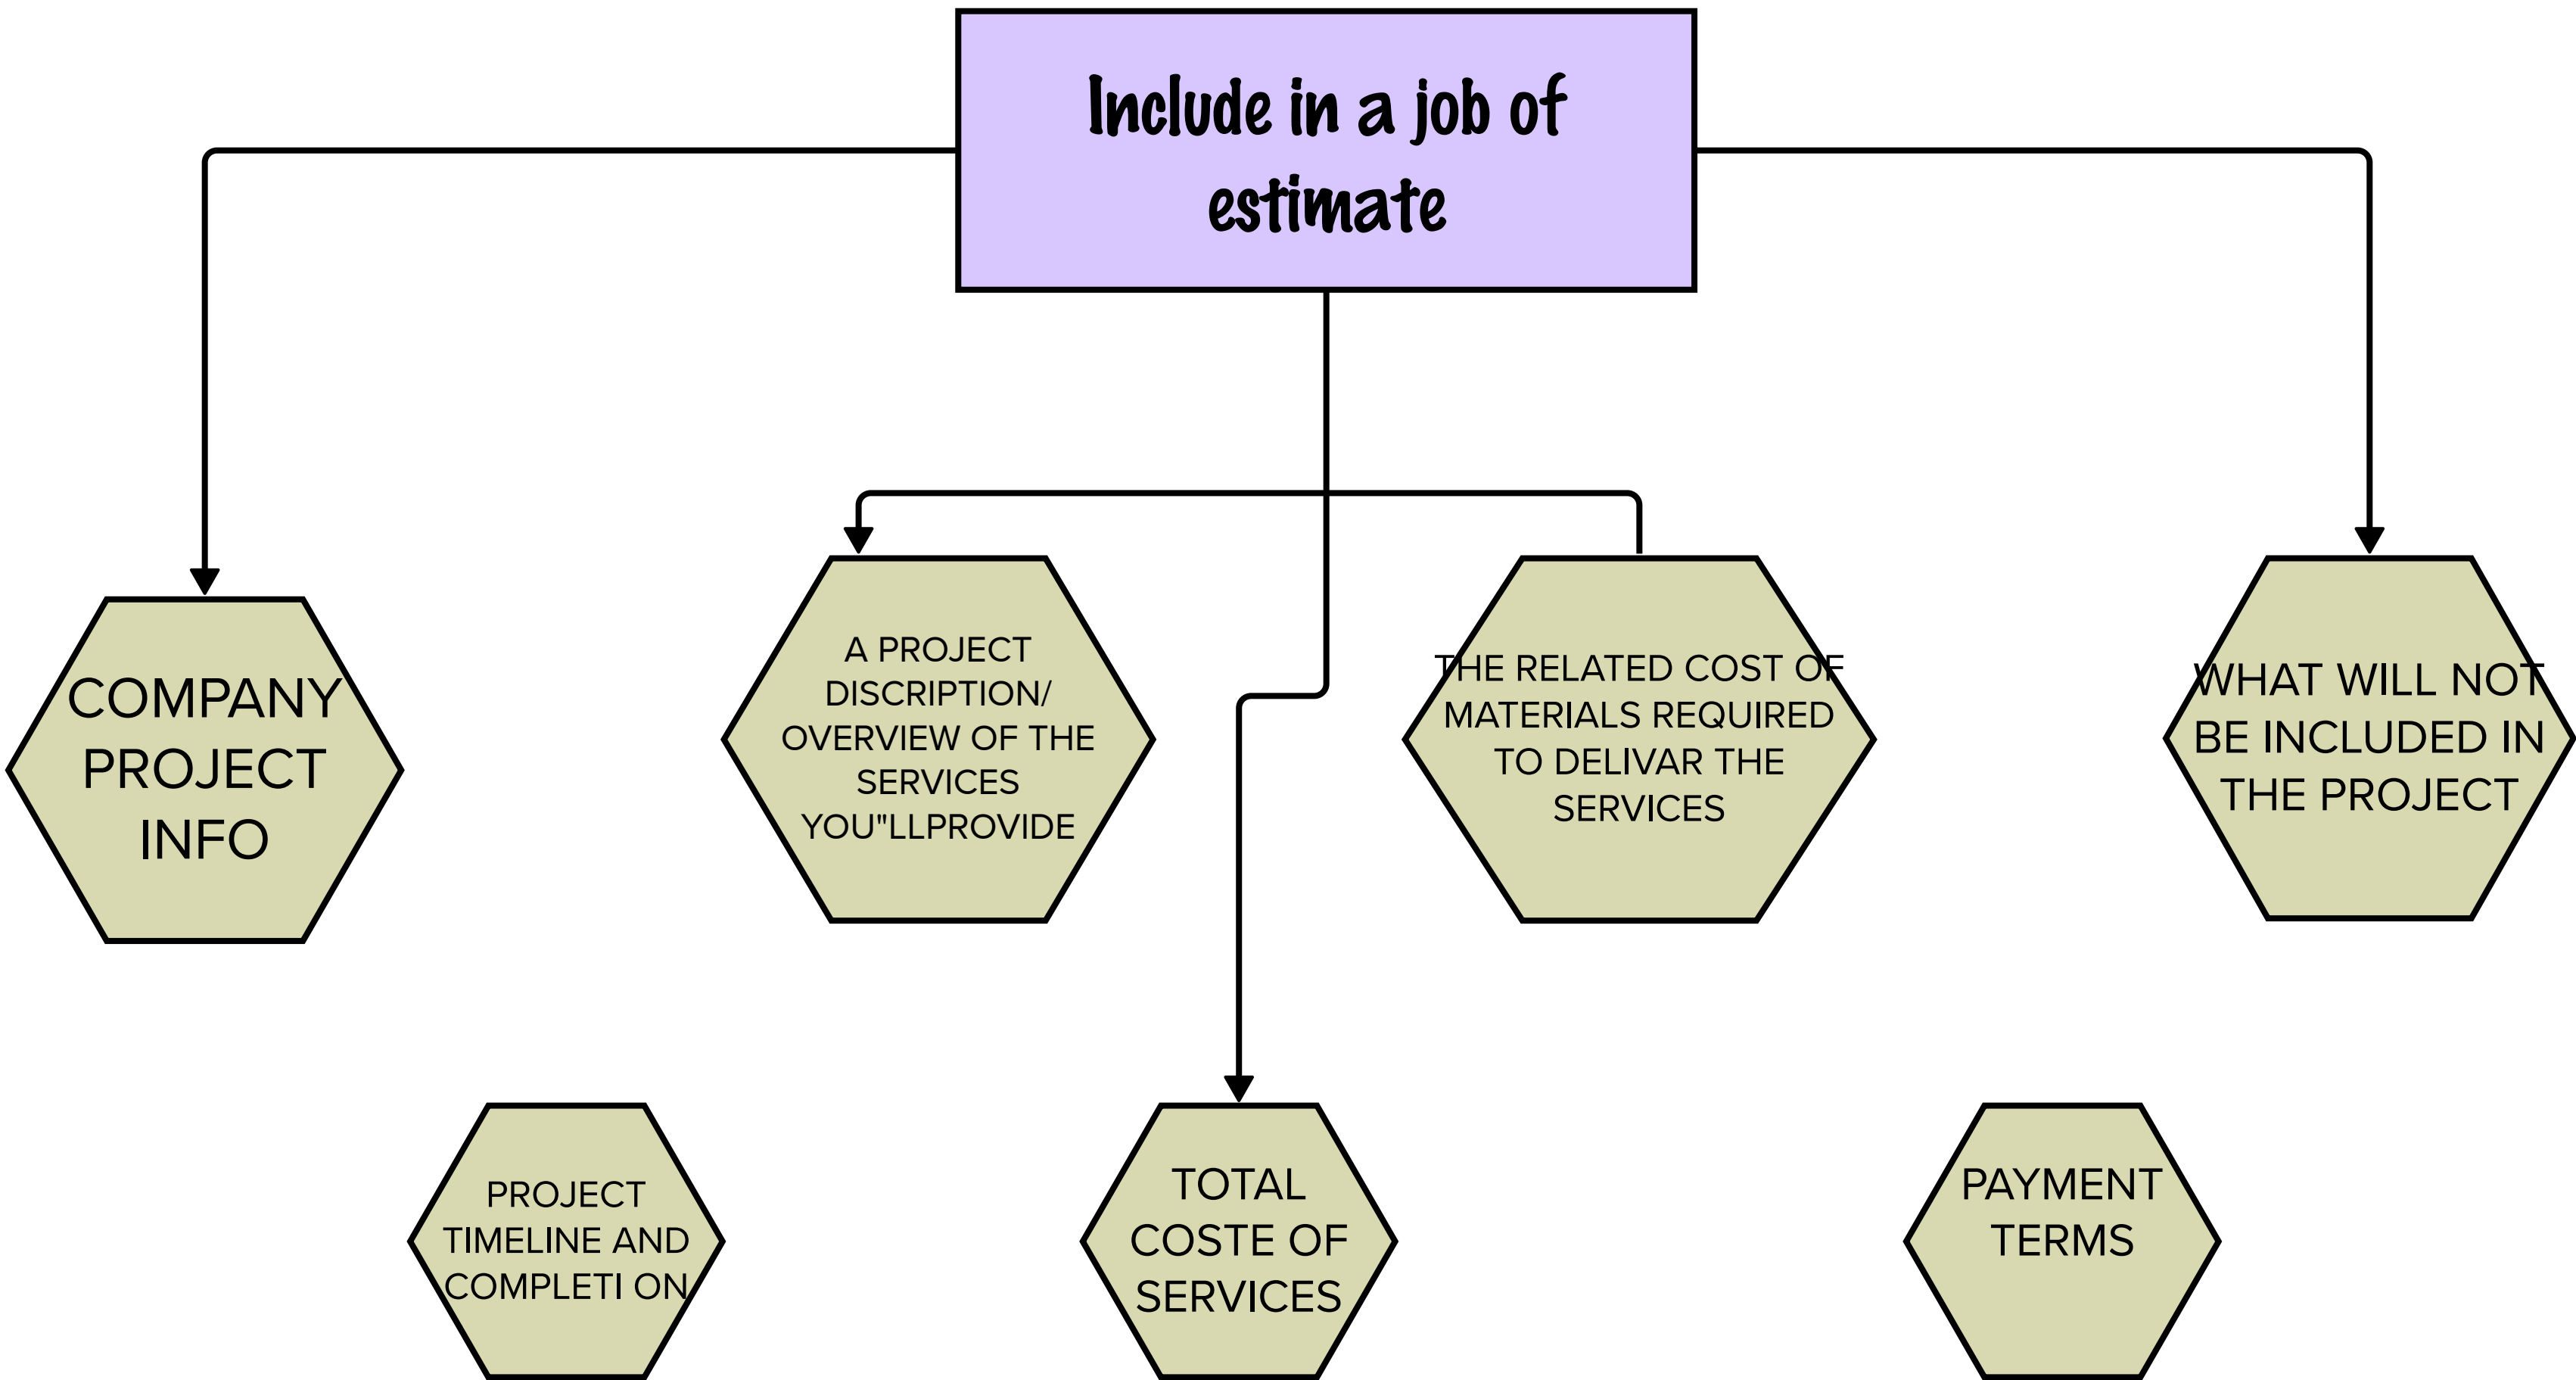 Include in a job of
estimate
COMPANY
PROJECT
INFO
A PROJECT
DISCRIPTION/
OVERVIEW OF THE
SERVICES
YOU"LLPROVIDE
THE RELATED COST OF
MATERIALS REQUIRED
TO DELIVAR THE
SERVICES
WHAT WILL NOT
BE INCLUDED IN
THE PROJECT
PROJECT
TIMELINE AND
COMPLETI ON
TOTAL
COSTE OF
SERVICES
PAYMENT
TERMS